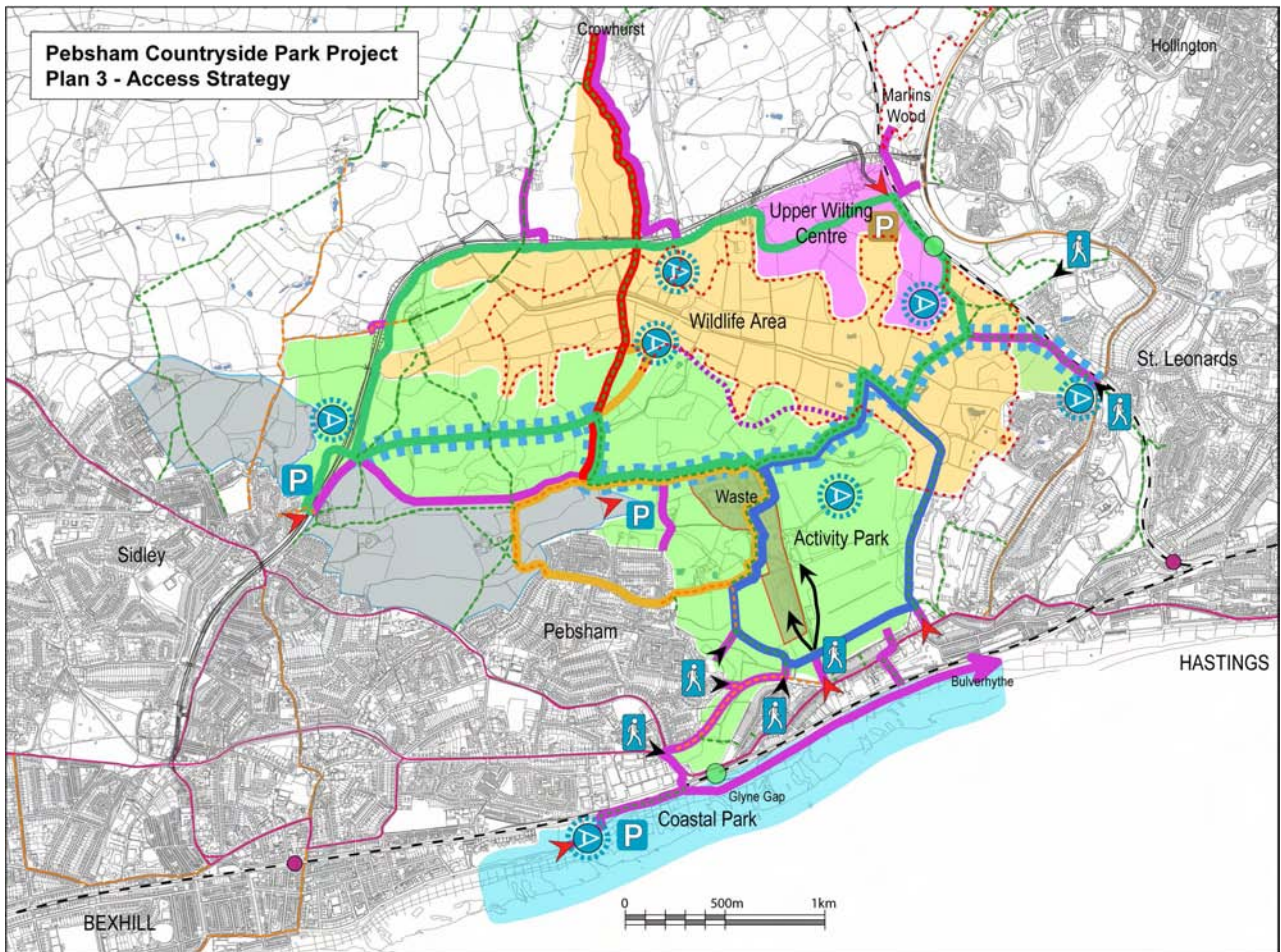 Pebsham Countryside Park Project
Plan 3 - Access Strategy
Crowhurst
Hollington
Marlins
Wood
Upper Wilting
Centre
P
A
A
Wildlife Area
A
A
St. Leonards
A
A
P
Waste
P
A
Activity Park
Sidley
Pebsham
HASTINGS
Bulverhythe
Glyne Gap
Coastal Park
A
P
BEXHILL
0
500m
1km